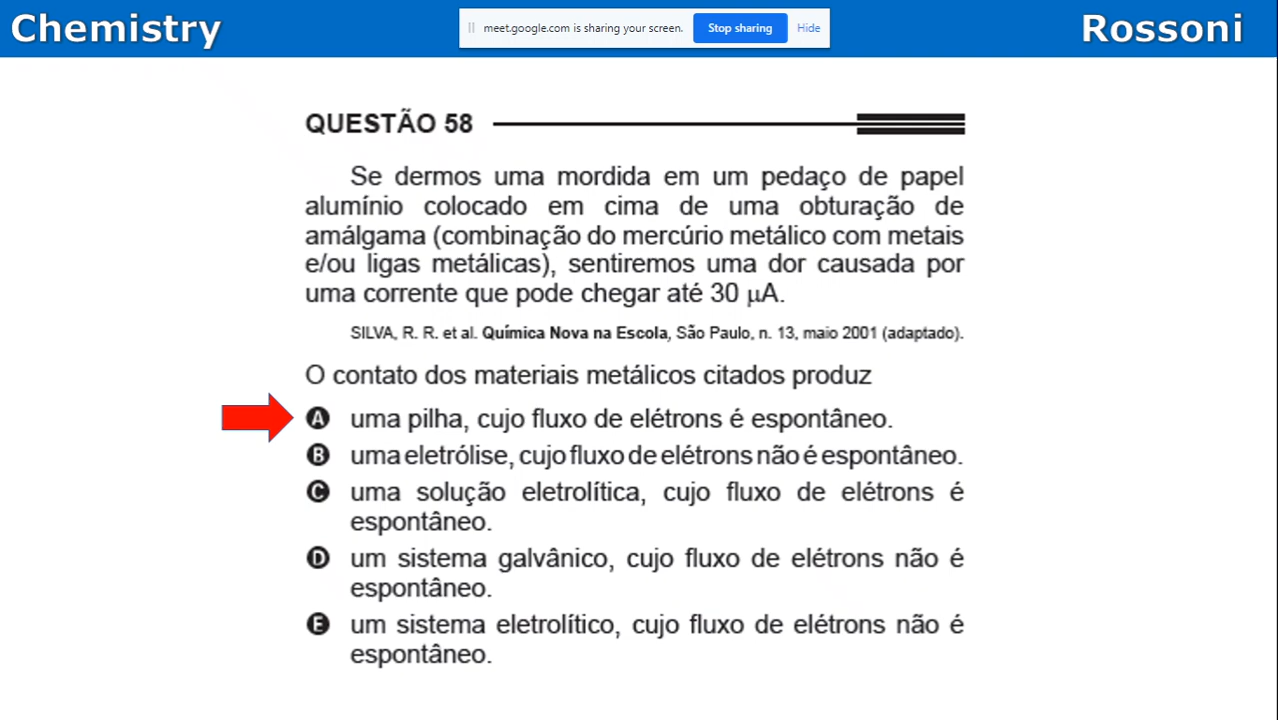 Chemistry
meet.google.com is sharing your screen. Stop sharing Hide
Rossoni
QUESTÃO 58
Se dermos uma mordida em um pedaço de papel
alumínio colocado em cima de uma obturação de
amálgama (combinação do mercúrio metálico com metais
e/ou ligas metálicas), sentiremos uma dor causada por
uma corrente que pode chegar até 30 μA.
SILVA, R. R. et al. Química Nova na Escola, São Paulo, n. 13, maio 2001 (adaptado).
O contato dos materiais metálicos citados produz
A uma pilha, cujo fluxo de elétrons é espontâneo.
B uma eletrólise, cujo fluxo de elétrons não é espontâneo.
C uma solução eletrolítica, cujo fluxo de elétrons é
espontâneo.
D um sistema galvânico, cujo fluxo de elétrons não é
espontâneo.
E um sistema eletrolítico, cujo fluxo de elétrons não é
espontâneo.